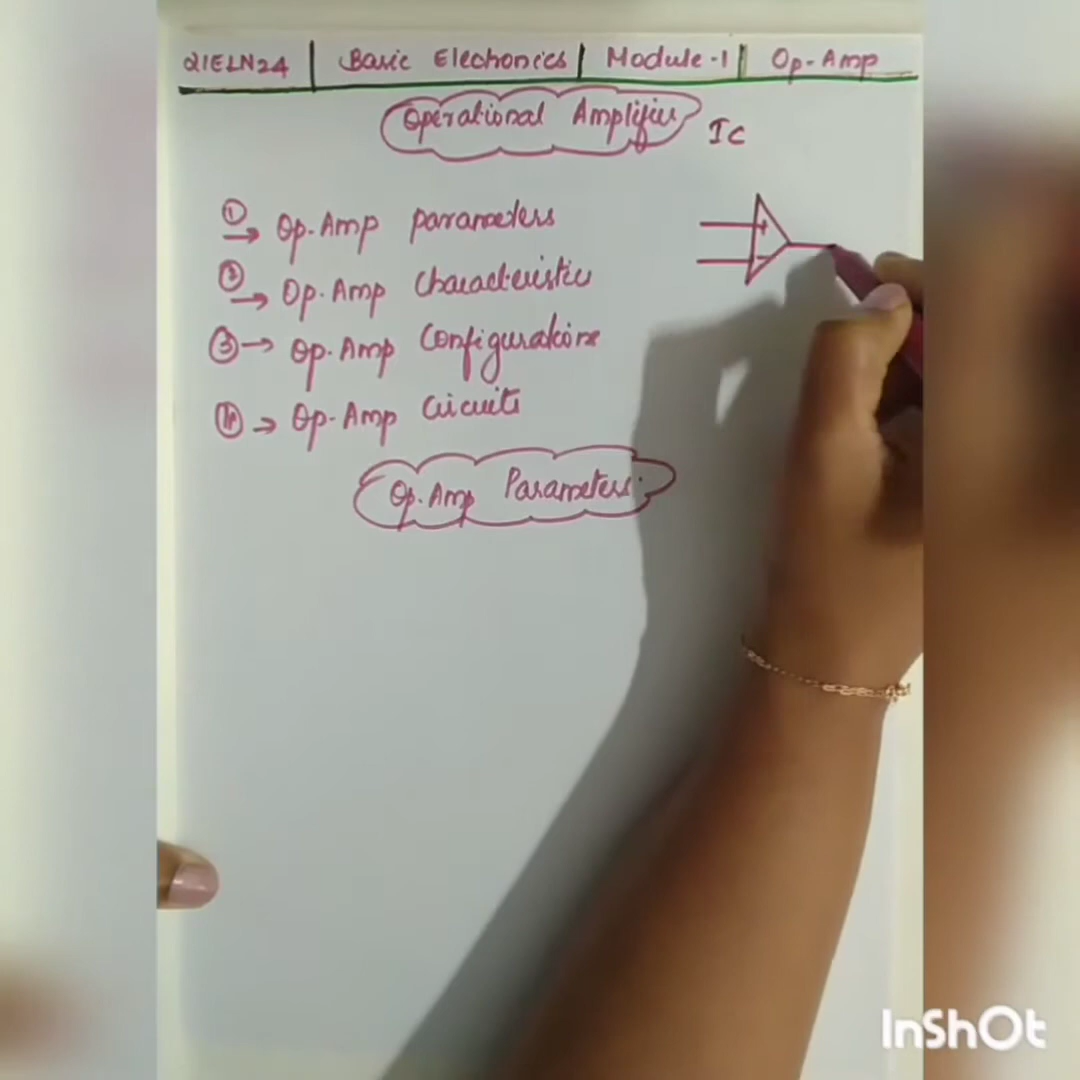 21ELN24 | Basic Electronics | Module-1 | Op-Amp
Operational Amplifier IC
+
-
① → Op-Amp parameters
② → Op-Amp Characteristic
③ → Op-Amp Configurations
④ → Op-Amp Circuits
Op-Amp Parameters
InShOt